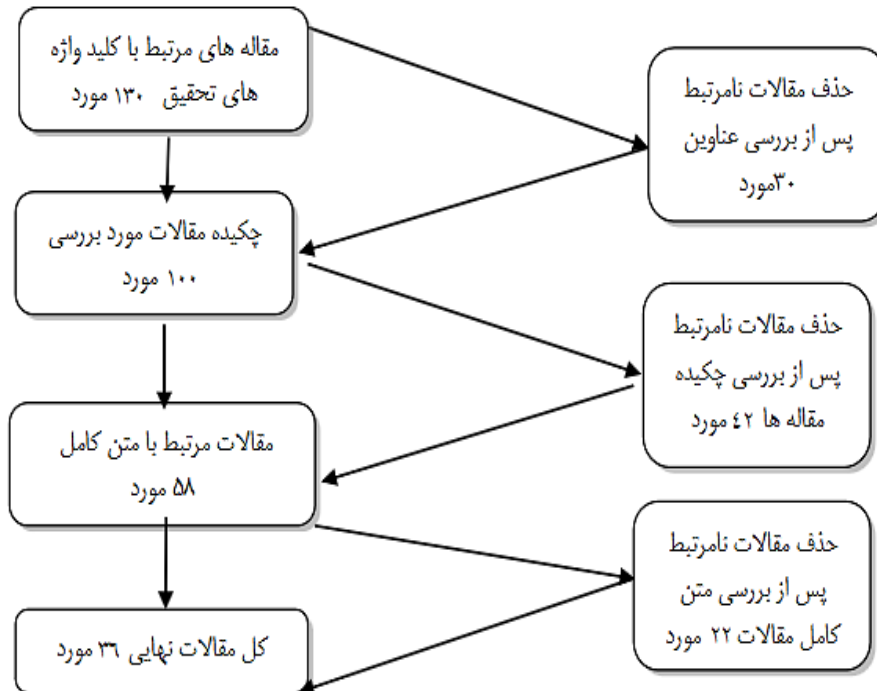 مقاله های مرتبط با کلید واژه
های تحقیق ۱۳۰ مورد
حذف مقالات نامرتبط
پس از بررسی عناوین
۳۰مورد
چکیده مقالات مورد بررسی
۱۰۰ مورد
حذف مقالات نامرتبط
پس از بررسی چکیده
مقاله ها ٤٢ مورد
مقالات مرتبط با متن کامل
۵۸ مورد
حذف مقالات نامرتبط
پس از بررسی متن
کامل مقالات ۲۲ مورد
کل مقالات نهایی ٣٦ مورد